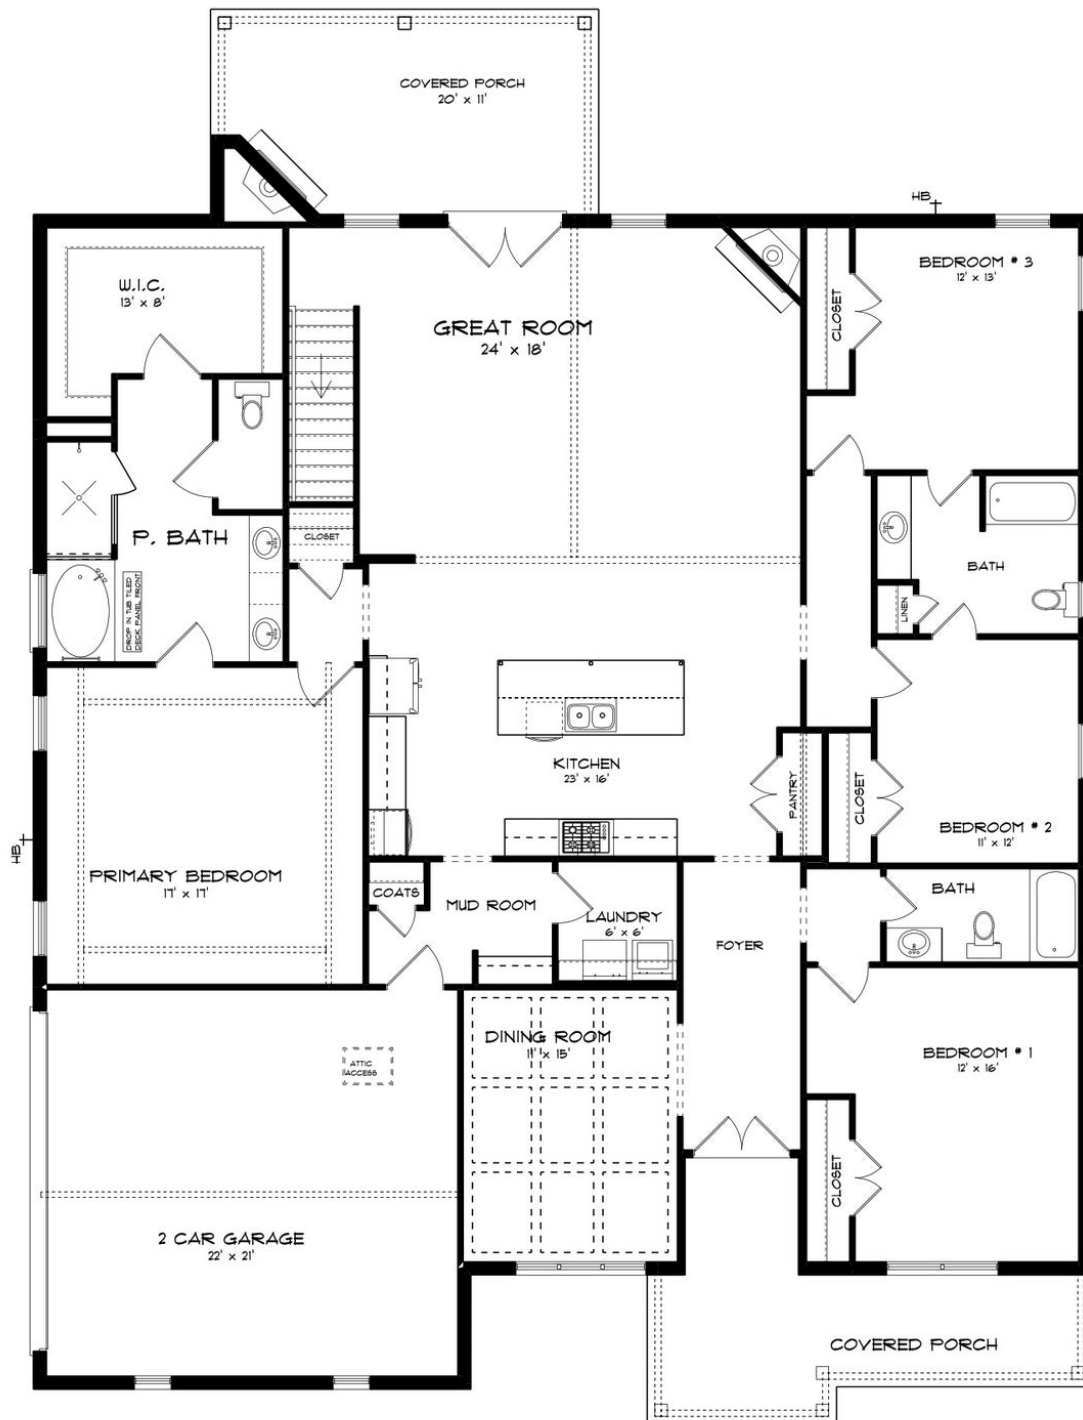 COVERED PORCH
20' x 11'
HB
W.I.C.
13' x 8'
BEDROOM # 3
12' x 13'
CLOSET
GREAT ROOM
24' x 18'
P. BATH
CLOSET
DROP IN TUB TILED
DECK PANEL FRONT
BATH
LINEN
KITCHEN
23' x 16'
PANTRY
CLOSET
BEDROOM # 2
11' x 12'
HB
PRIMARY BEDROOM
17' x 17'
COATS
MUD ROOM
LAUNDRY
6' x 6'
FOYER
BATH
DINING ROOM
11' x 15'
BEDROOM # 1
12' x 16'
ATTIC
ACCESS
CLOSET
2 CAR GARAGE
22' x 21'
COVERED PORCH